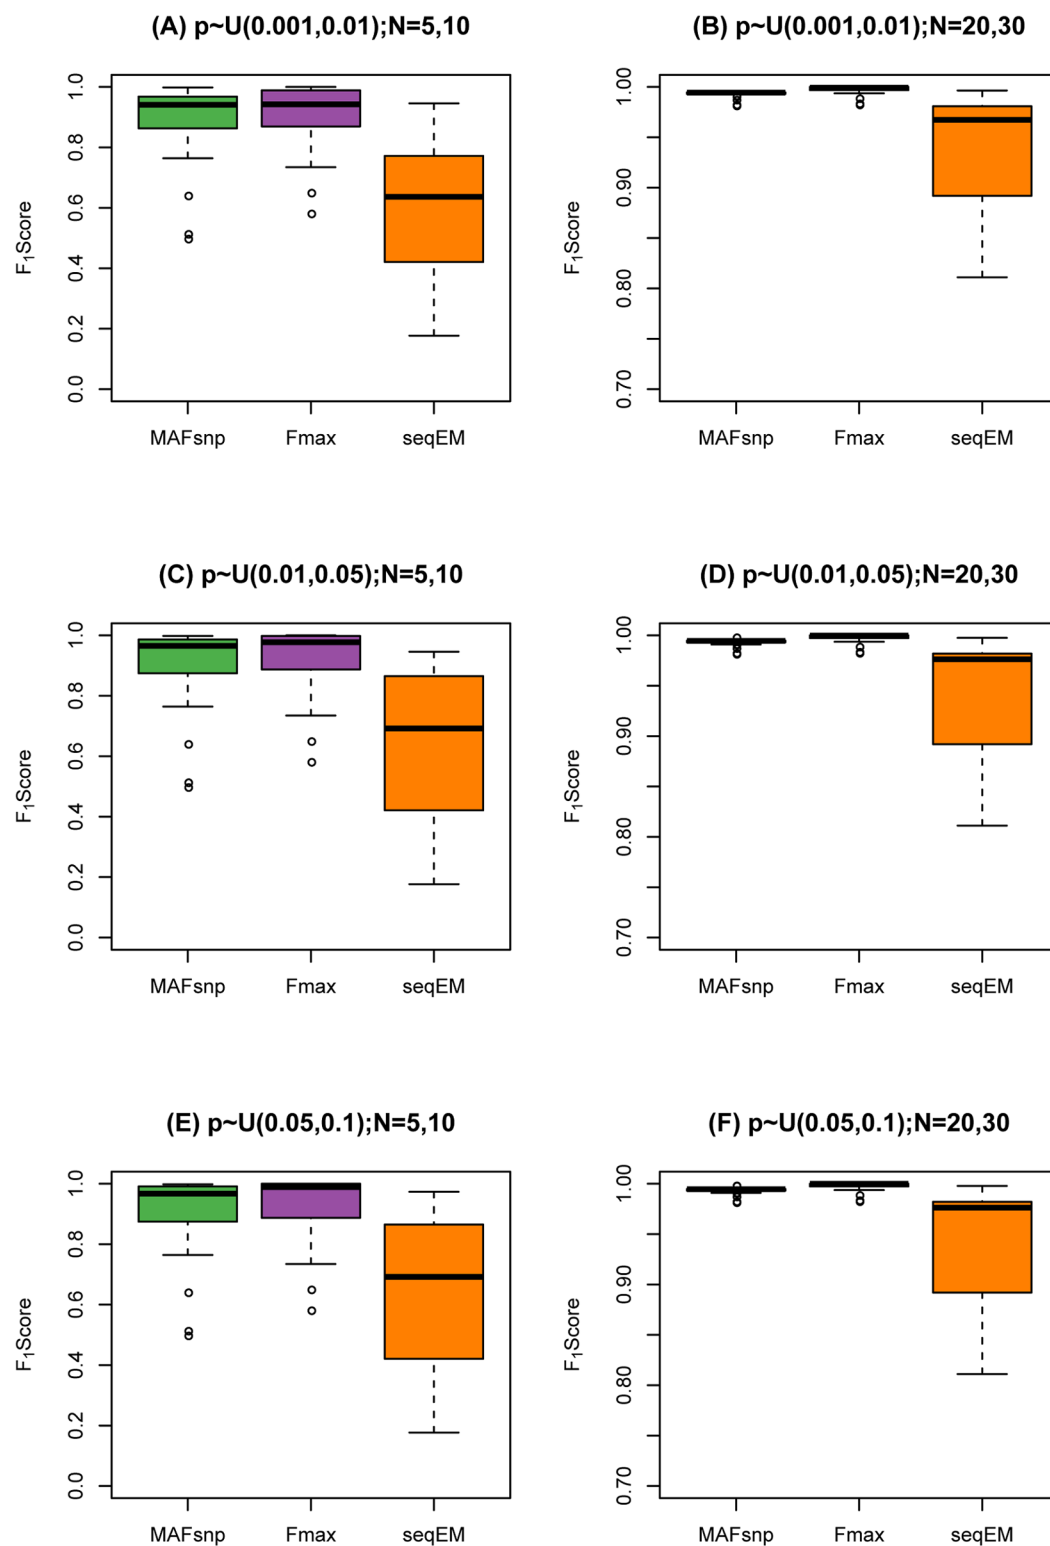 (A) p~U(0.001,0.01);N=5,10
F₁Score
1.0
0.8
0.6
0.4
0.2
0.0
MAFsnp Fmax seqEM
(B) p~U(0.001,0.01);N=20,30
F₁Score
1.00
0.90
0.80
0.70
MAFsnp Fmax seqEM
(C) p~U(0.01,0.05);N=5,10
F₁Score
1.0
0.8
0.6
0.4
0.2
0.0
MAFsnp Fmax seqEM
(D) p~U(0.01,0.05);N=20,30
F₁Score
1.00
0.90
0.80
0.70
MAFsnp Fmax seqEM
(E) p~U(0.05,0.1);N=5,10
F₁Score
1.0
0.8
0.6
0.4
0.2
0.0
MAFsnp Fmax seqEM
(F) p~U(0.05,0.1);N=20,30
F₁Score
1.00
0.90
0.80
0.70
MAFsnp Fmax seqEM